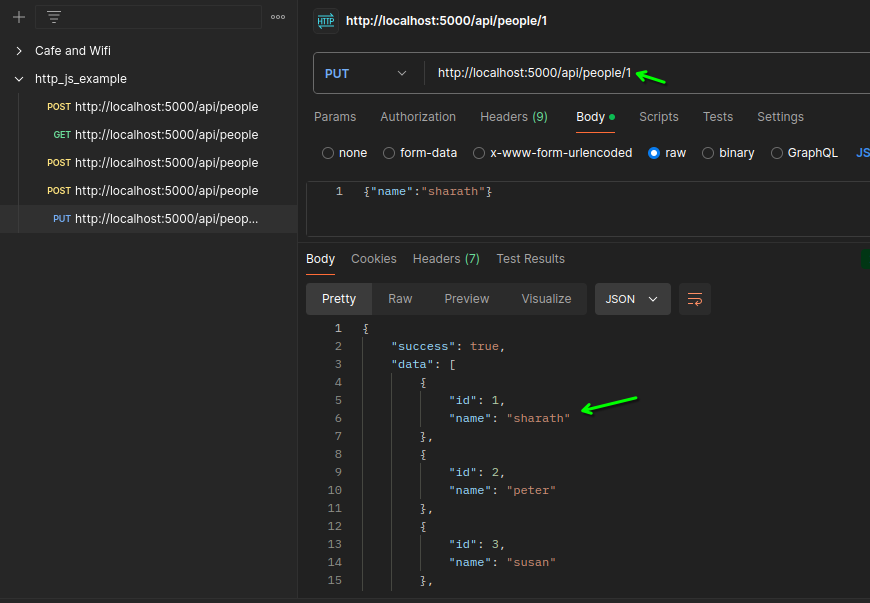 HTTP http://localhost:5000/api/people/1
Cafe and Wifi
http_js_example
POST http://localhost:5000/api/people
GET http://localhost:5000/api/people
POST http://localhost:5000/api/people
POST http://localhost:5000/api/people
PUT http://localhost:5000/api/peop...
PUT http://localhost:5000/api/people/1
Params Authorization Headers (9) Body Scripts Tests Settings
none form-data x-www-form-urlencoded raw binary GraphQL JS
1 {"name":"sharath"}
Body Cookies Headers (7) Test Results
Pretty Raw Preview Visualize JSON
1 {
2 "success": true,
3 "data": [
4 {
5 "id": 1,
6 "name": "sharath"
7 },
8 {
9 "id": 2,
10 "name": "peter"
11 },
12 {
13 "id": 3,
14 "name": "susan"
15 },